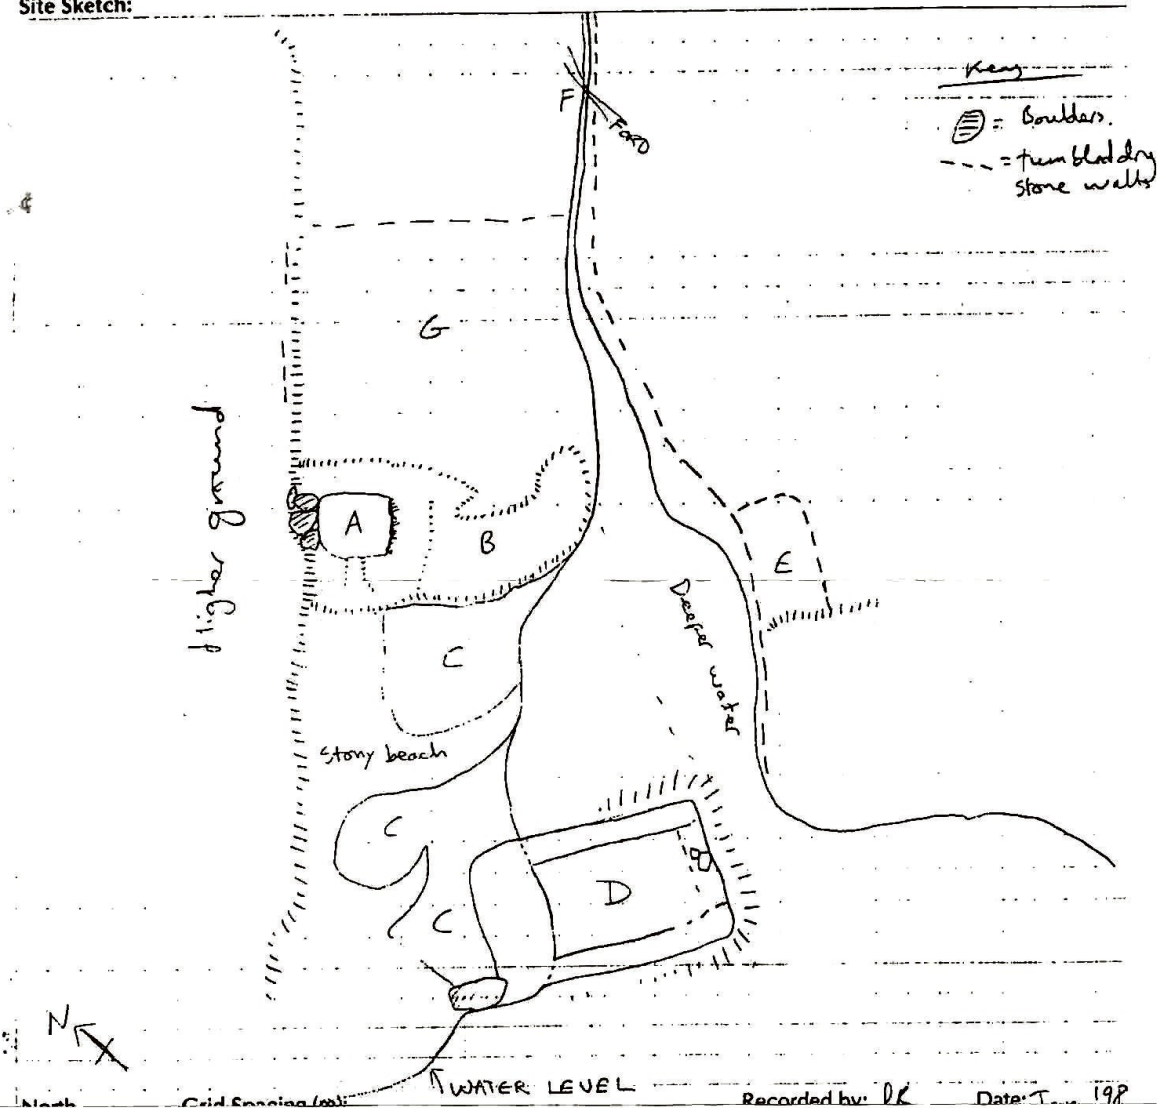 Site Sketch:
Key
= Boulders.
= tumbled dry
stone walls
F
FORD
G
Higher ground
A
B
E
Deeper water
C
Stony beach
C
D
C
N
WATER LEVEL
North
Grid Spacing (m):
Recorded by: DR
Date: